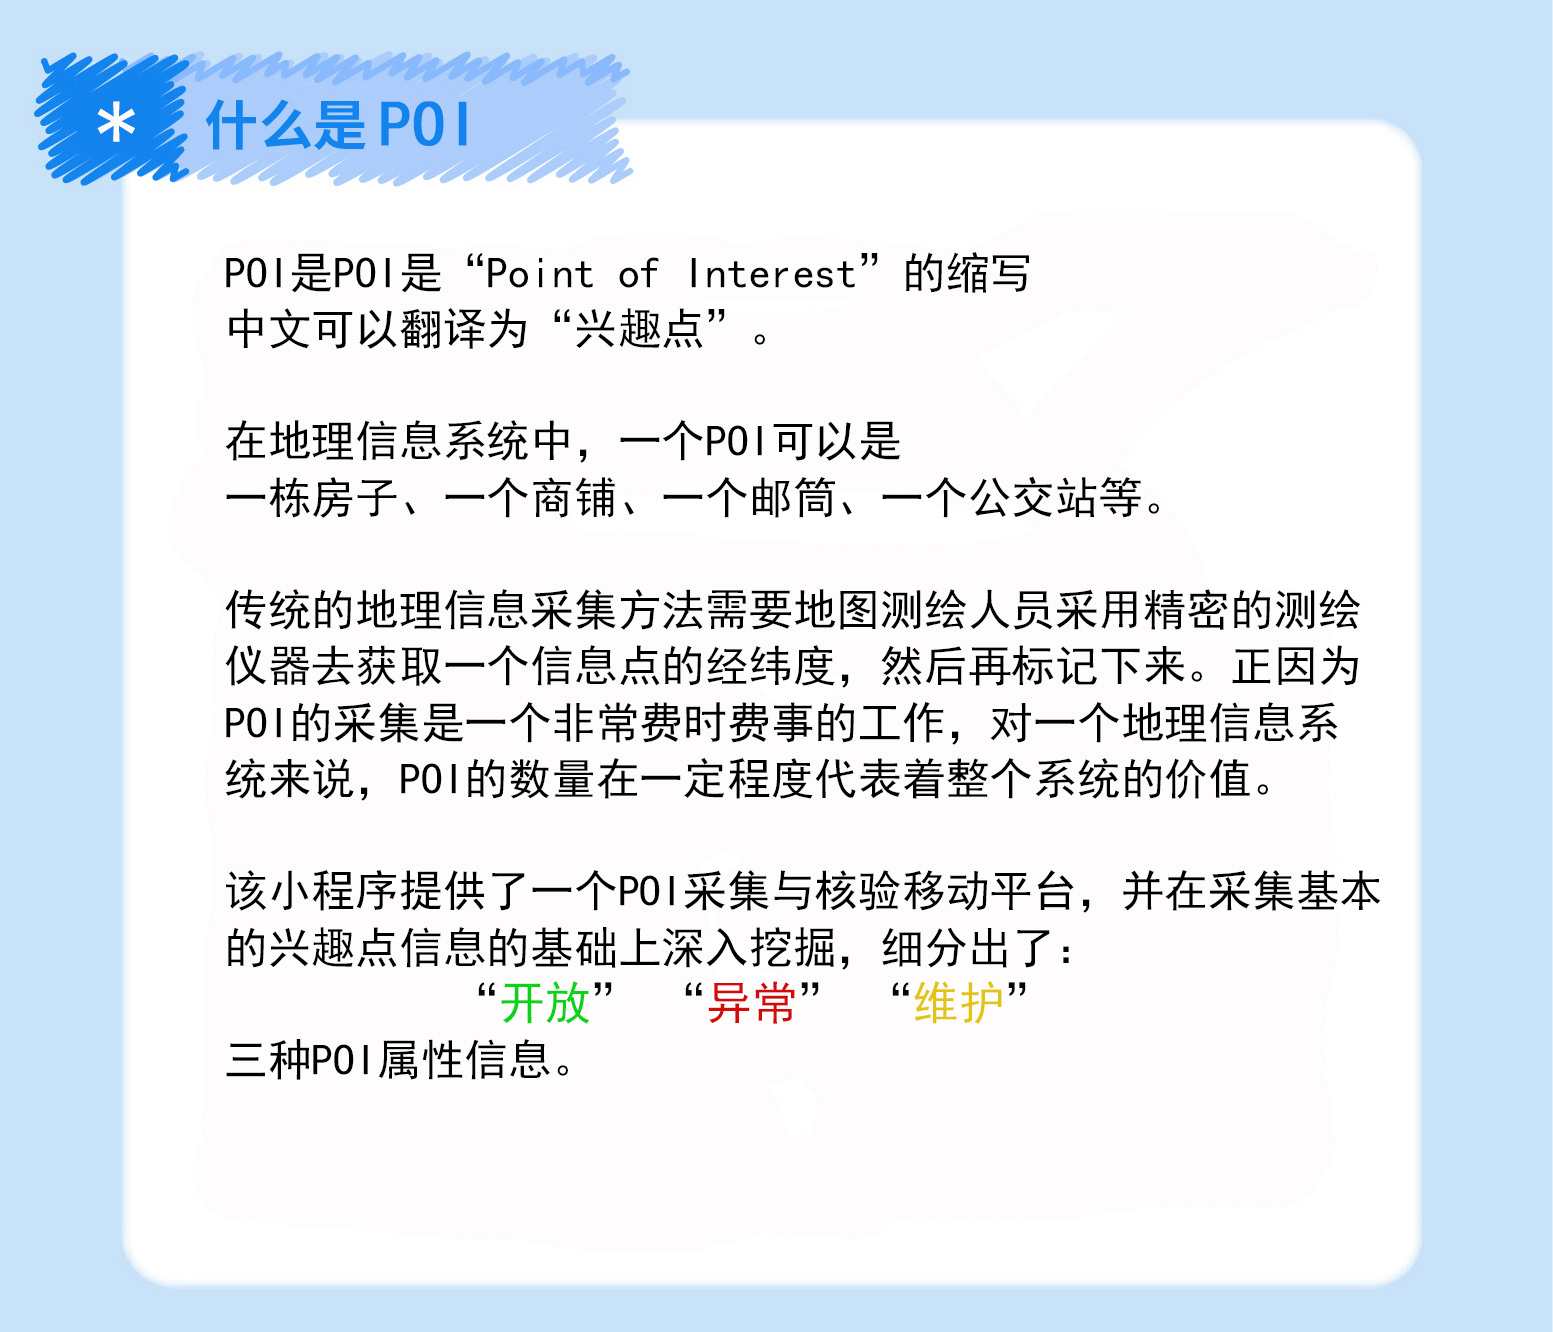 * 什么是POI
POI是POI是“Point of Interest”的缩写
中文可以翻译为“兴趣点”。
在地理信息系统中，一个POI可以是
一栋房子、一个商铺、一个邮筒、一个公交站等。
传统的地理信息采集方法需要地图测绘人员采用精密的测绘
仪器去获取一个信息点的经纬度，然后再标记下来。正因为
POI的采集是一个非常费时费事的工作，对一个地理信息系
统来说，POI的数量在一定程度代表着整个系统的价值。
该小程序提供了一个POI采集与核验移动平台，并在采集基本
的兴趣点信息的基础上深入挖掘，细分出了：
“开放” “异常” “维护”
三种POI属性信息。